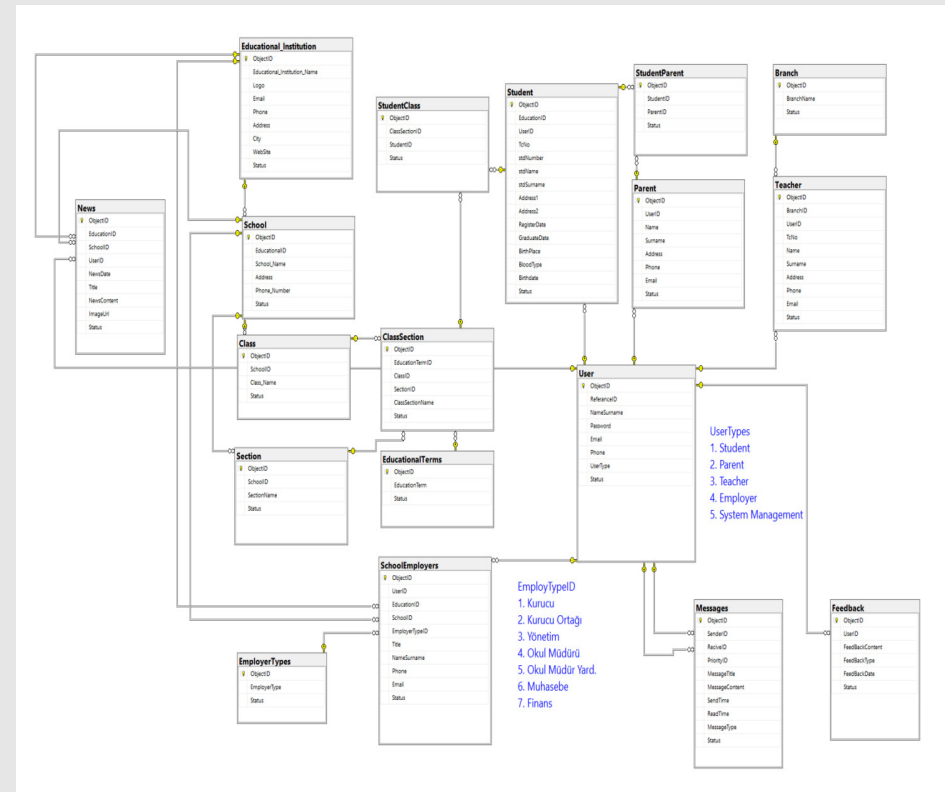 Educational_Institution
ObjectID
Educational_Institution_Name
Logo
Email
Phone
Address
City
WebSite
Status
StudentClass
ObjectID
ClassSectionID
StudentID
Status
Student
ObjectID
EducationID
UserID
TcNo
stdNumber
stdName
stdSurname
Address1
Address2
RegisterDate
GraduateDate
BirthPlace
BloodType
Birthdate
Status
StudentParent
ObjectID
StudentID
ParentID
Status
Branch
ObjectID
BranchName
Status
News
ObjectID
EducationID
SchoolID
UserID
NewsDate
Title
NewsContent
ImageUrl
Status
School
ObjectID
EducationalID
School_Name
Address
Phone_Number
Status
Parent
ObjectID
UserID
Name
Surname
Address
Phone
Email
Status
Teacher
ObjectID
BranchID
UserID
TcNo
Name
Surname
Address
Phone
Email
Status
Class
ObjectID
SchoolID
Class_Name
Status
ClassSection
ObjectID
EducationTermID
ClassID
SectionID
ClassSectionName
Status
User
ObjectID
ReferanceID
NameSurname
Password
Email
Phone
UserType
Status
UserTypes
1. Student
2. Parent
3. Teacher
4. Employer
5. System Management
Section
ObjectID
SchoolID
SectionName
Status
EducationalTerms
ObjectID
EducationTerm
Status
SchoolEmployers
ObjectID
UserID
EducationID
SchoolID
EmployerTypeID
Title
NameSurname
Phone
Email
Status
EmployTypeID
1. Kurucu
2. Kurucu Ortağı
3. Yönetim
4. Okul Müdürü
5. Okul Müdür Yard.
6. Muhasebe
7. Finans
EmployerTypes
ObjectID
EmployerType
Status
Messages
ObjectID
SenderID
ReciveID
PriorityID
MessageTitle
MessageContent
SendTime
ReadTime
MessageType
Status
Feedback
ObjectID
UserID
FeedBackContent
FeedBackType
FeedBackDate
Status